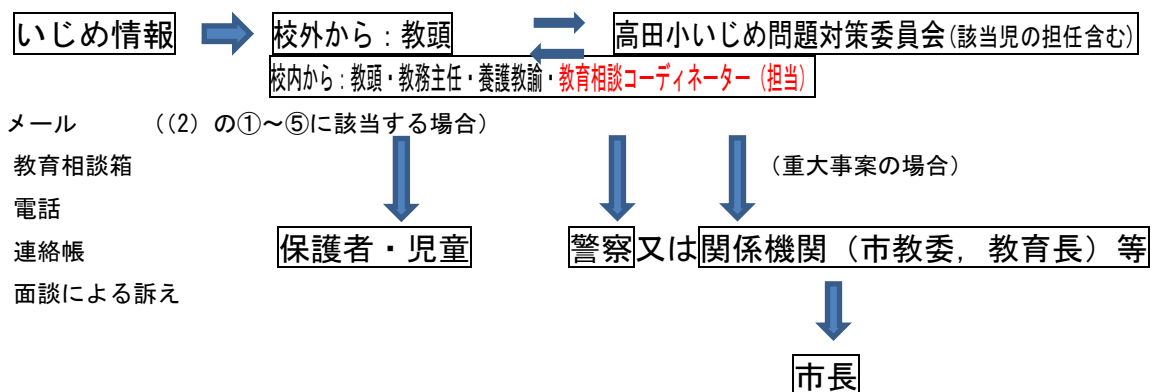 いじめ情報 校外から：教頭 高田小いじめ問題対策委員会(該当児の担任含む)
校内から：教頭・教務主任・養護教諭・教育相談コーディネーター（担当）
メール （(2）の①～⑤に該当する場合）
教育相談箱 （重大事案の場合）
電話
連絡帳 保護者・児童 警察又は関係機関（市教委，教育長）等
面談による訴え
市長